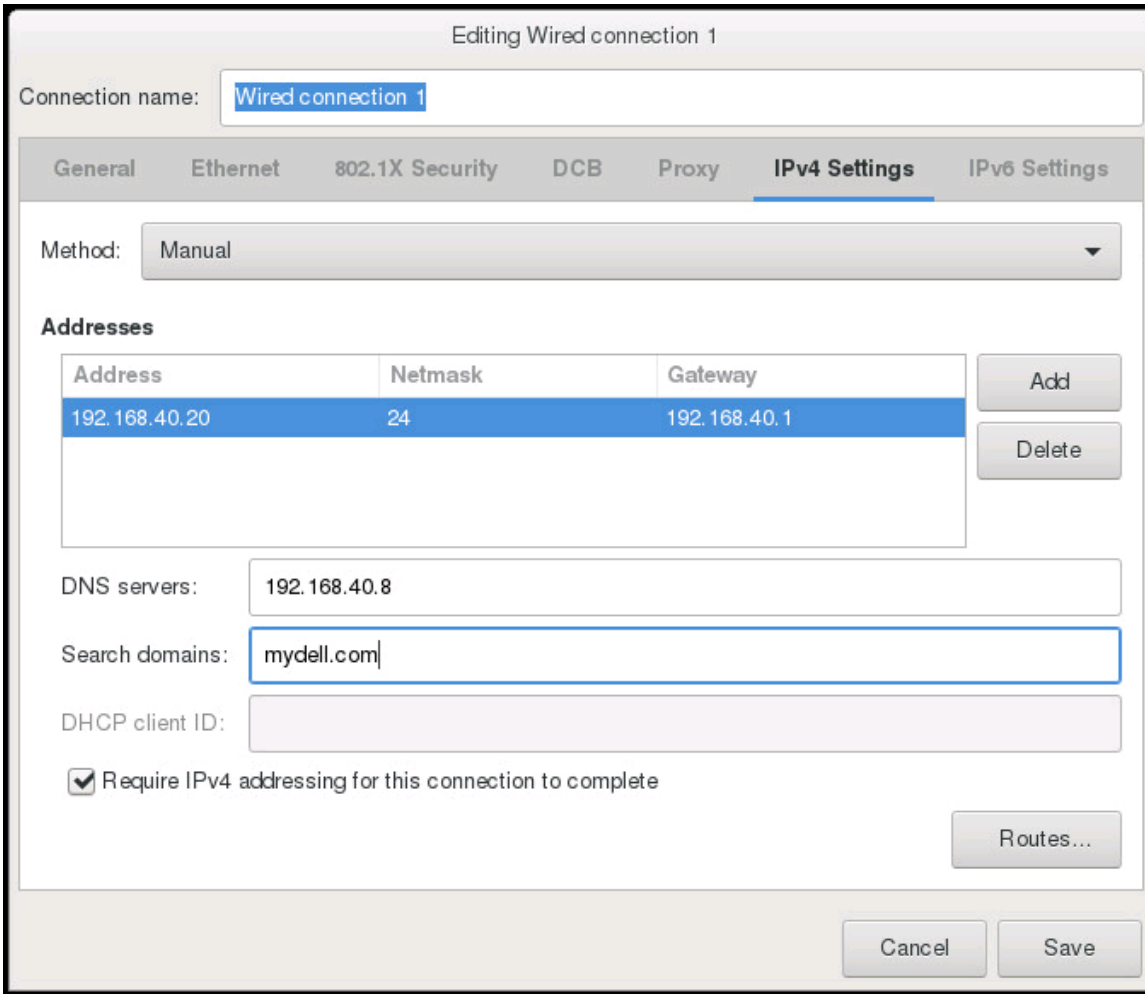 Editing Wired connection 1
Connection name: Wired connection 1
General Ethernet 802.1X Security DCB Proxy IPv4 Settings IPv6 Settings
Method: Manual
Addresses
Address Netmask Gateway
Add
192.168.40.20 24 192.168.40.1
Delete
DNS servers: 192.168.40.8
Search domains: mydell.com
DHCP client ID:
Require IPv4 addressing for this connection to complete
Routes...
Cancel Save